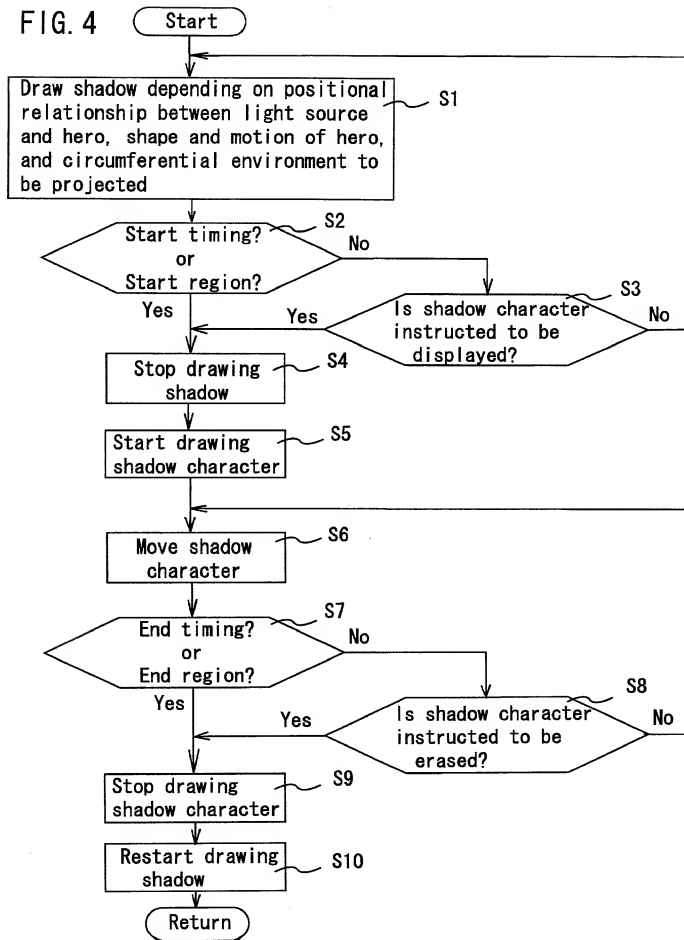 FIG. 4
Start
Draw shadow depending on positional
relationship between light source
and hero, shape and motion of hero,
and circumferential environment to
be projected
S1
Start timing?
or
Start region?
S2
No
Yes
Is shadow character
instructed to be
displayed?
S3
Yes
No
Stop drawing
shadow
S4
Start drawing
shadow character
S5
Move shadow
character
S6
End timing?
or
End region?
S7
No
Yes
Is shadow character
instructed to be
erased?
S8
Yes
No
Stop drawing
shadow character
S9
Restart drawing
shadow
S10
Return